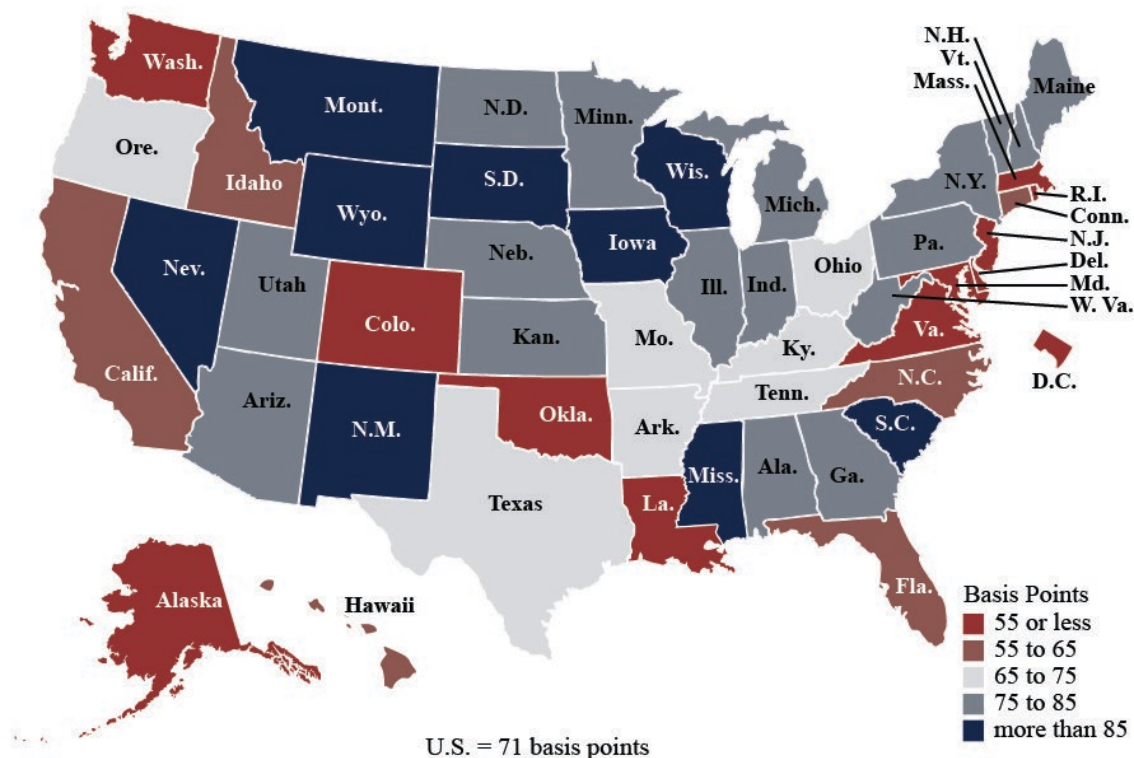 N.H.
Vt.
Mass.
Wash.
Mont.
N.D.
Minn.
Maine
Ore.
Idaho
S.D.
Wis.
N.Y.
Mich.
R.I.
Conn.
Wyo.
Iowa
Pa.
N.J.
Neb.
Ohio
Del.
Nev.
Utah
Ill.
Ind.
Md.
W. Va.
Colo.
Kan.
Mo.
Ky.
Va.
Calif.
D.C.
N.C.
Tenn.
Ariz.
Okla.
N.M.
Ark.
S.C.
Miss.
Ala.
Ga.
Texas
La.
Alaska
Hawaii
Fla.
Basis Points
55 or less
55 to 65
65 to 75
75 to 85
more than 85
U.S. = 71 basis points